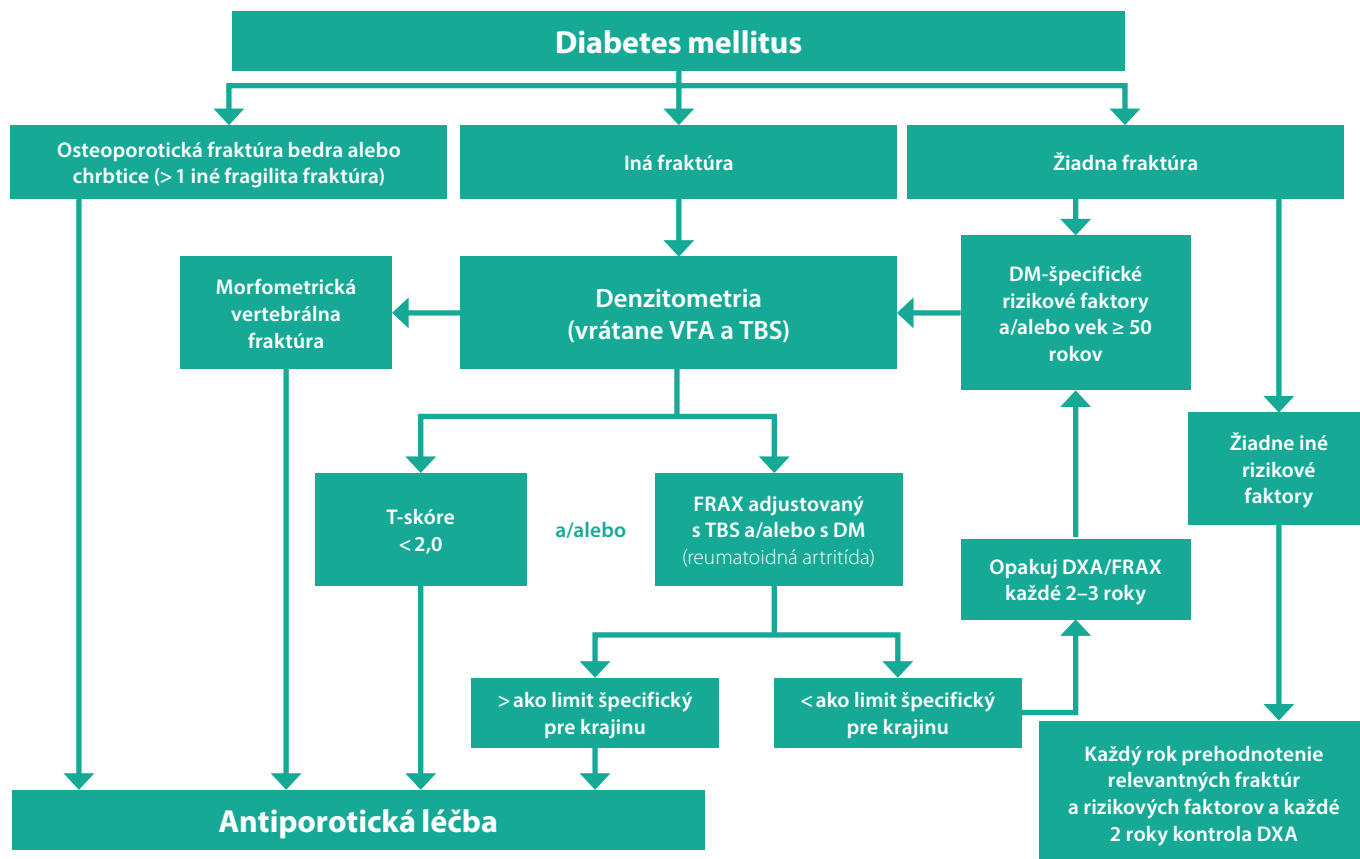 Diabetes mellitus
Osteoporotická fraktúra bedra alebo
chrbtice (> 1 iné fragilita fraktúra)
Iná fraktúra
Žiadna fraktúra
Morfometrická
vertebrálna
fraktúra
Denzitometria
(vrátane VFA a TBS)
DM-špecifické
rizikové faktory
a/alebo vek ≥ 50
rokov
Žiadne iné
rizikové
faktory
T-skóre
< 2,0
a/alebo
FRAX adjustovaný
s TBS a/alebo s DM
(reumatoidná artritída)
Opakuj DXA/FRAX
každé 2–3 roky
> ako limit špecifický
pre krajinu
< ako limit špecifický
pre krajinu
Každý rok prehodnotenie
relevantných fraktúr
a rizikových faktorov a každé
2 roky kontrola DXA
Antiporotická léčba